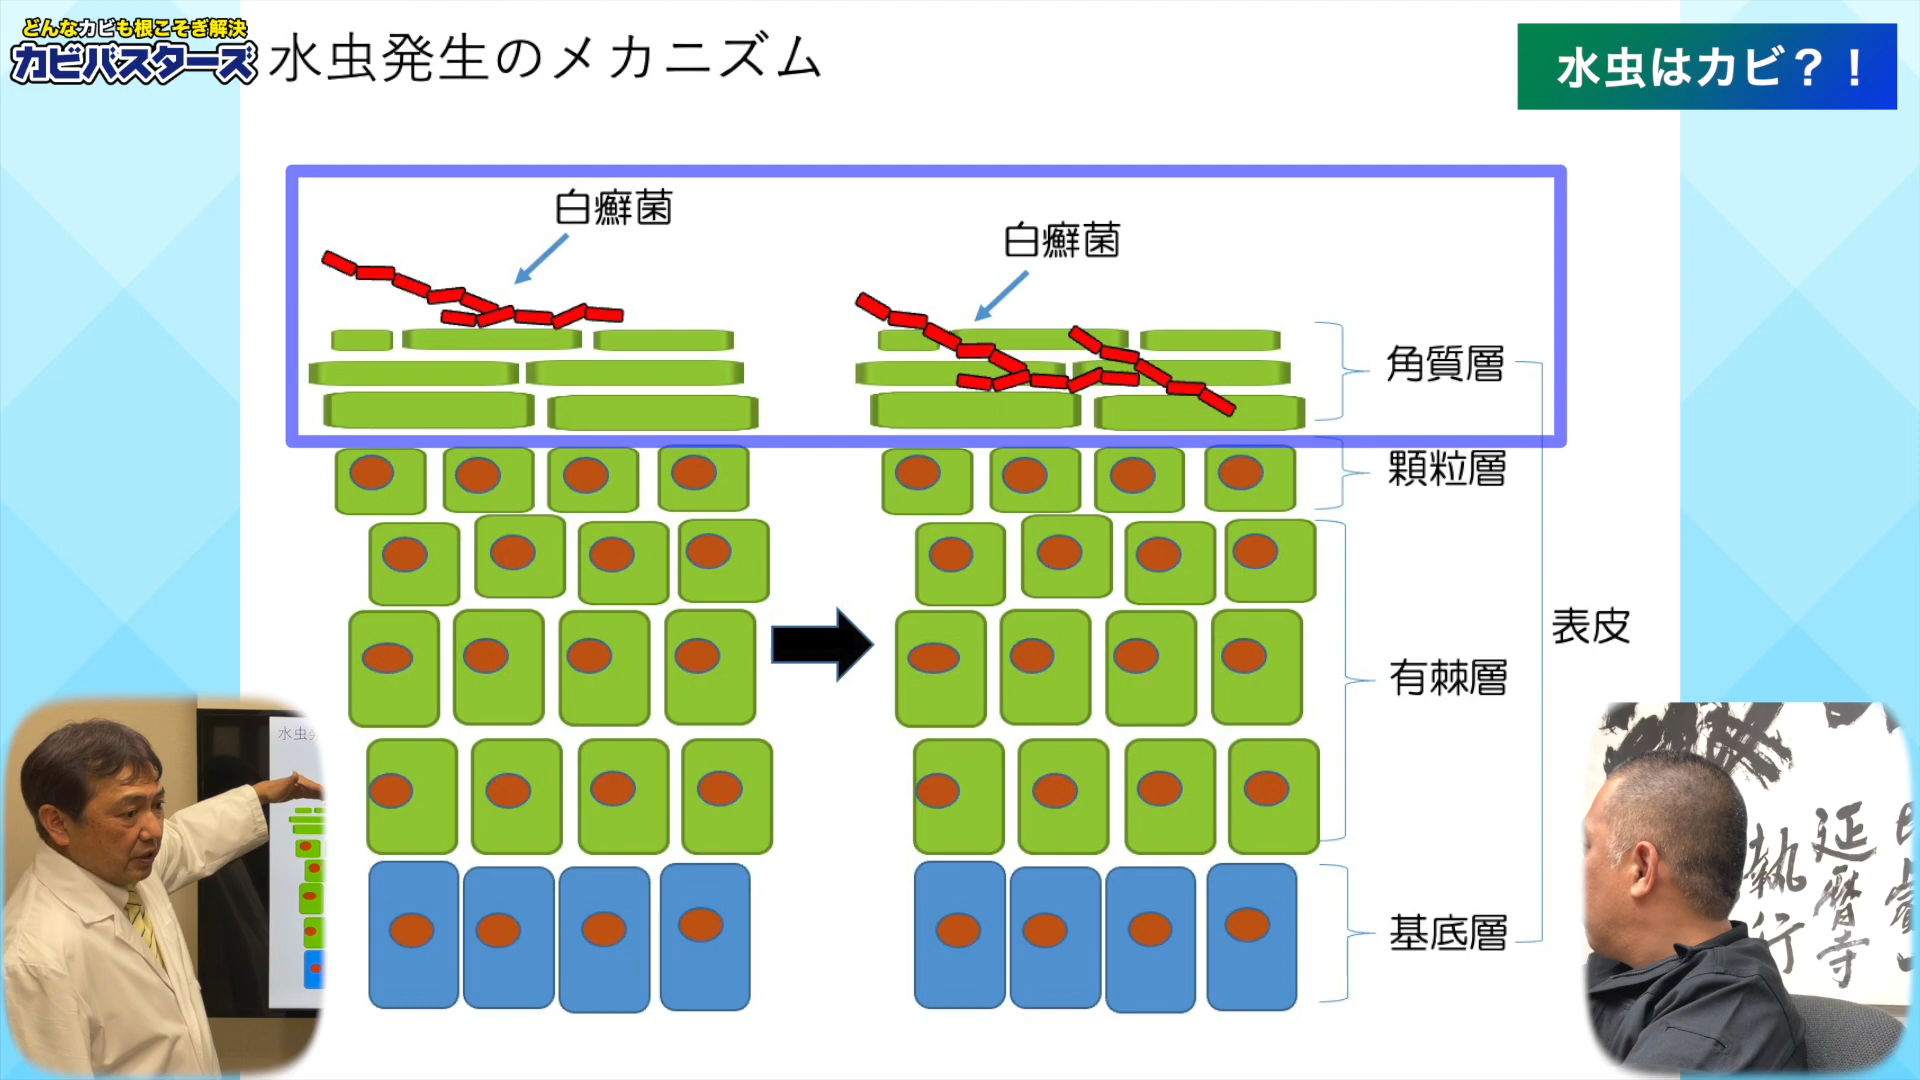 どんなカビも根こそぎ解決
カビバスターズ
水虫発生のメカニズム
水虫はカビ？！
白癬菌
白癬菌
角質層
顆粒層
有棘層
基底層
表皮
水虫
延暦寺
執行